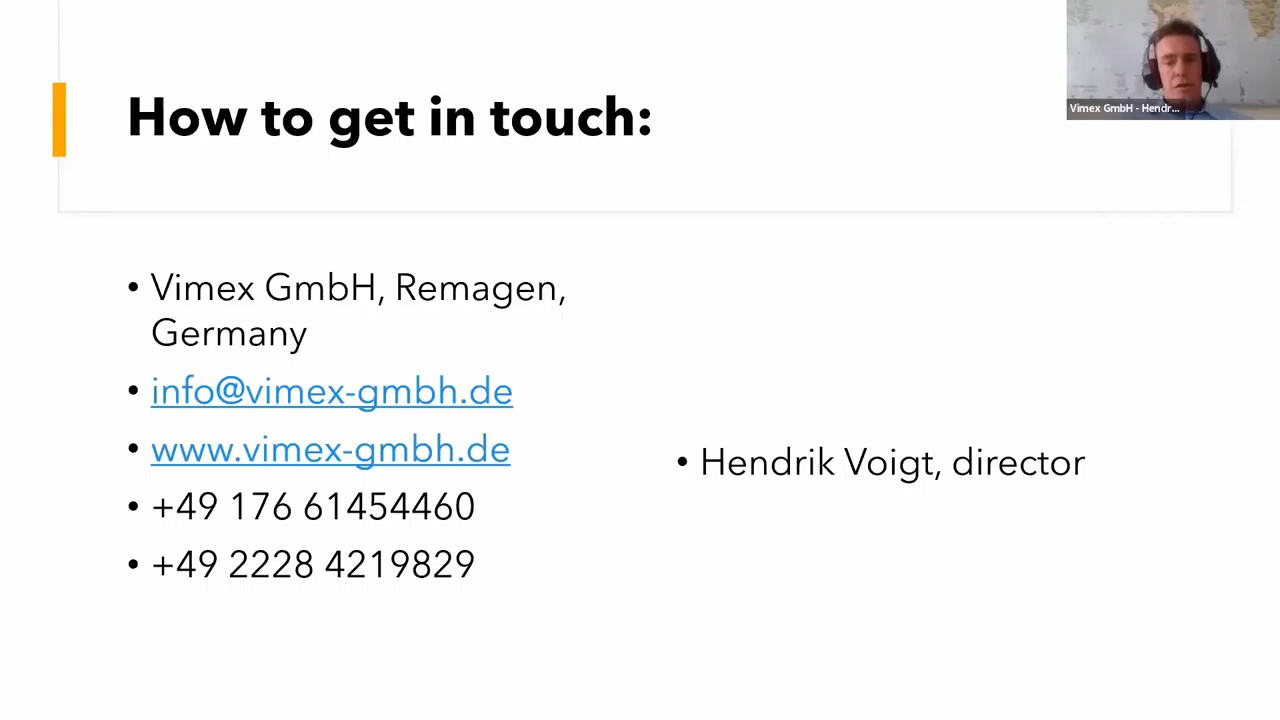 How to get in touch:
Vimex GmbH - Hendr...
• Vimex GmbH, Remagen,
Germany
• info@vimex-gmbh.de
• www.vimex-gmbh.de
• +49 176 61454460
• +49 2228 4219829
• Hendrik Voigt, director